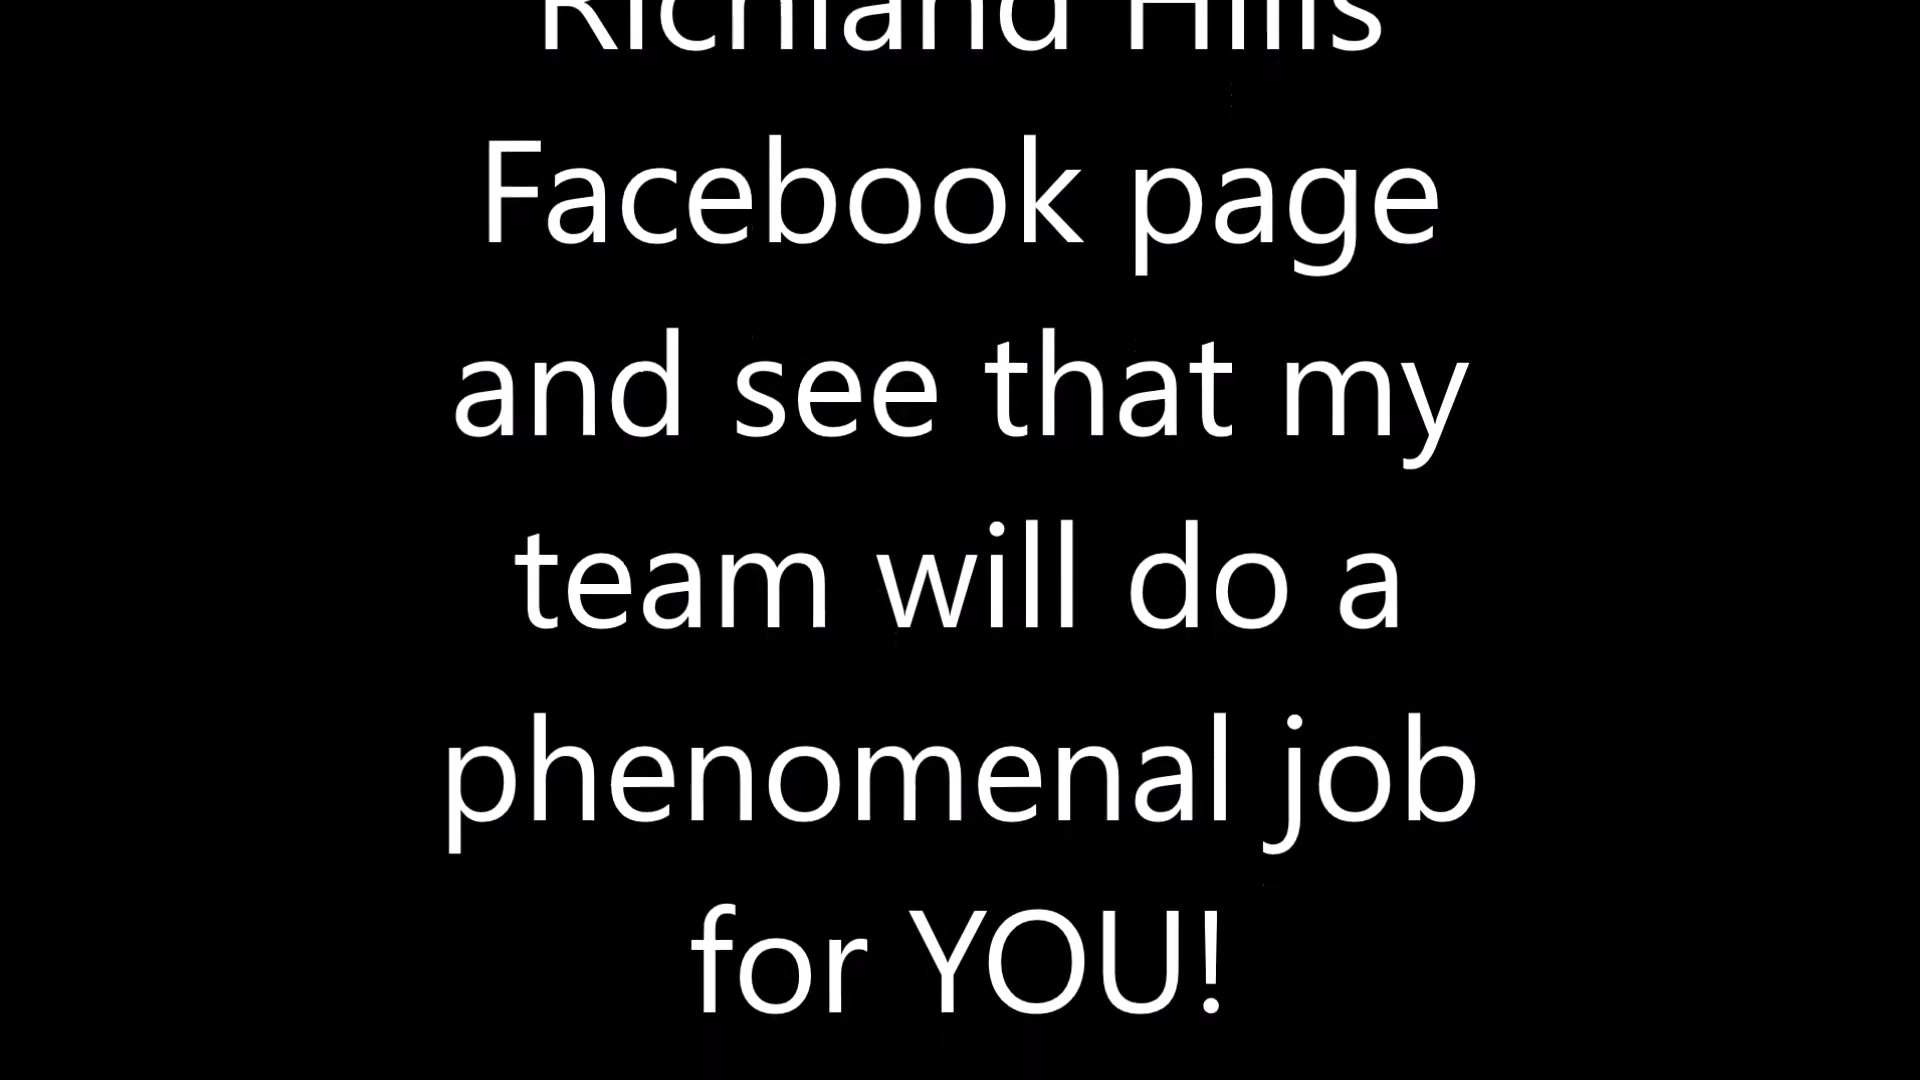 Richland Hills
Facebook page
and see that my
team will do a
phenomenal job
for YOU!